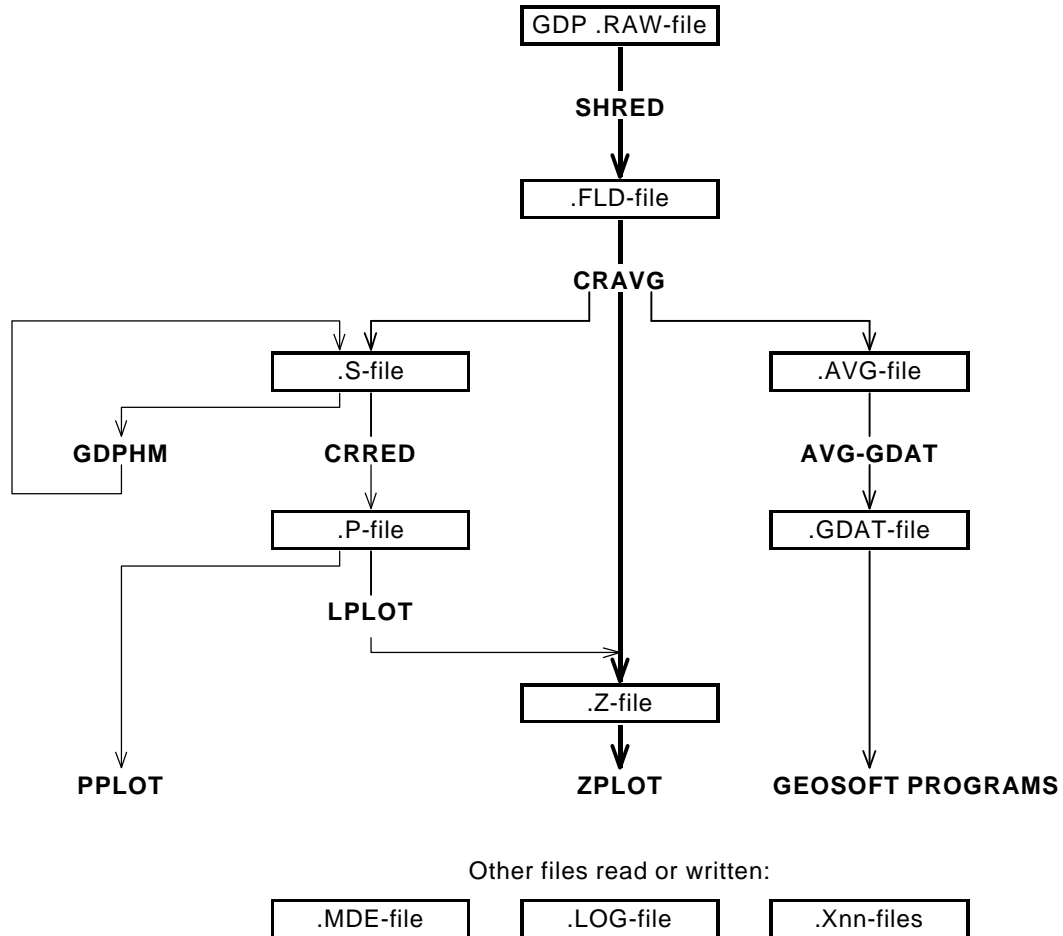 GDP .RAW-file
SHRED
.FLD-file
CRAVG
.S-file
.AVG-file
GDPHM
CRRED
AVG-GDAT
.P-file
.GDAT-file
LPLOT
.Z-file
PPLOT
ZPLOT
GEOSOFT PROGRAMS
Other files read or written:
.MDE-file
.LOG-file
.Xnn-files